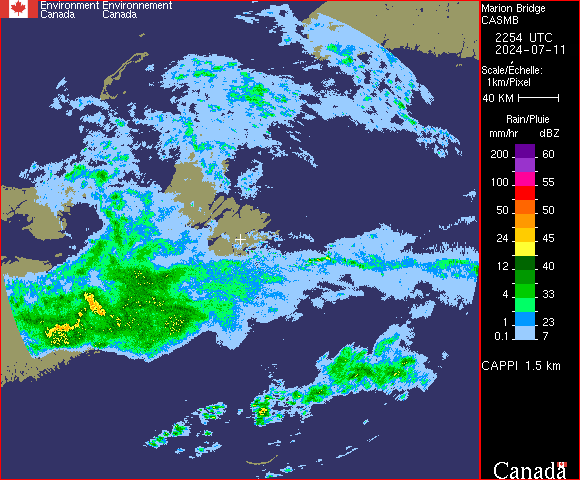 Environment Environnement
Canada Canada
Marion Bridge
CASMB
2254 UTC
2024-07-11
Scale/Échelle:
1km/Pixel
40 KM
Rain/Pluie
mm/hr dBZ
200 60
100 55
50 50
24 45
12 40
4 33
1 23
0.1 7
CAPPI 1.5 km
Canada